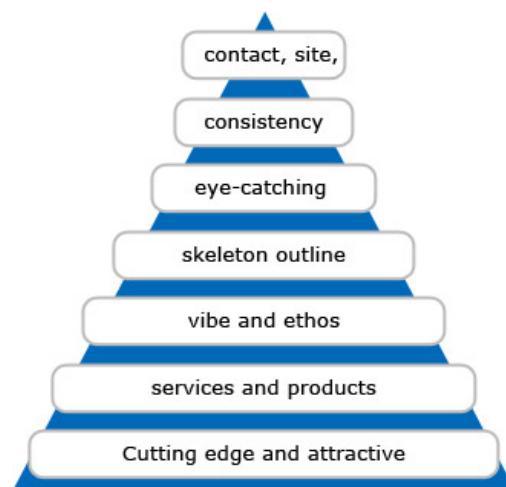 contact, site,
consistency
eye-catching
skeleton outline
vibe and ethos
services and products
Cutting edge and attractive